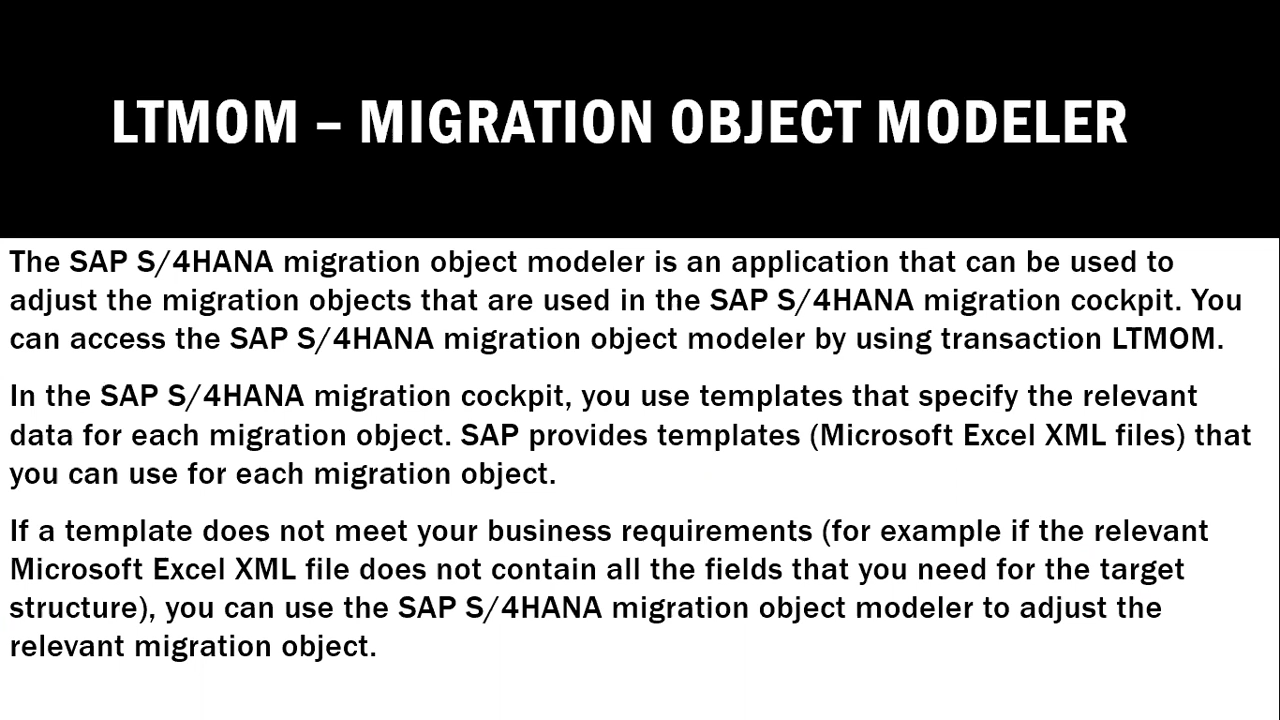 LTMOM – MIGRATION OBJECT MODELER
The SAP S/4HANA migration object modeler is an application that can be used to
adjust the migration objects that are used in the SAP S/4HANA migration cockpit. You
can access the SAP S/4HANA migration object modeler by using transaction LTMOM.
In the SAP S/4HANA migration cockpit, you use templates that specify the relevant
data for each migration object. SAP provides templates (Microsoft Excel XML files) that
you can use for each migration object.
If a template does not meet your business requirements (for example if the relevant
Microsoft Excel XML file does not contain all the fields that you need for the target
structure), you can use the SAP S/4HANA migration object modeler to adjust the
relevant migration object.